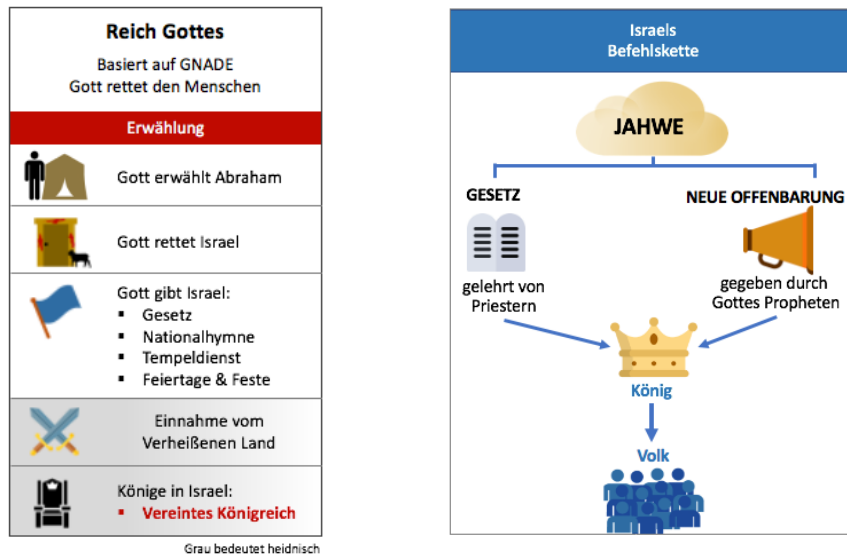 Reich Gottes
Basiert auf GNADE
Gott rettet den Menschen
Erwählung
Gott erwählt Abraham
Gott rettet Israel
Gott gibt Israel:
▪ Gesetz
▪ Nationalhymne
▪ Tempeldienst
▪ Feiertage & Feste
Einnahme vom
Verheißenen Land
Könige in Israel:
▪ Vereintes Königreich
Grau bedeutet heidnisch
Israels
Befehlskette
JAHWE
GESETZ
gelehrt von
Priestern
NEUE OFFENBARUNG
gegeben durch
Gottes Propheten
König
Volk